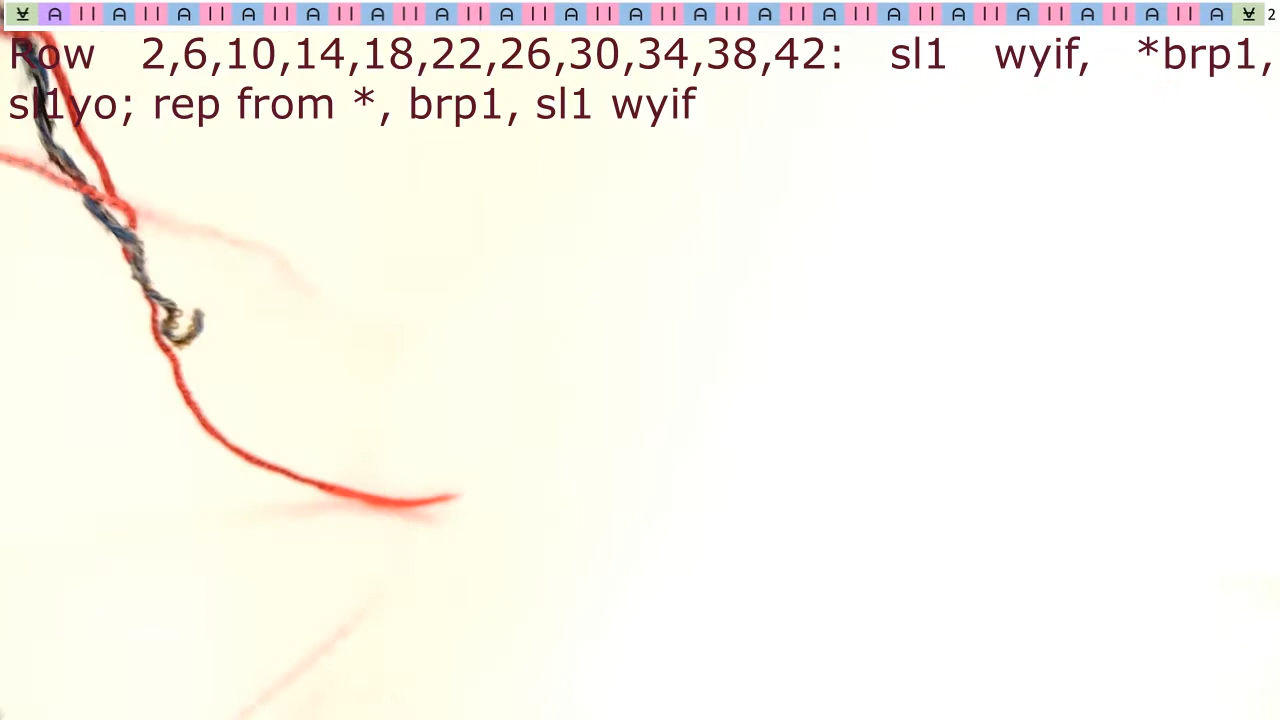 2
Row 2,6,10,14,18,22,26,30,34,38,42: sl1 wyif, *brp1,
sl1yo; rep from *, brp1, sl1 wyif